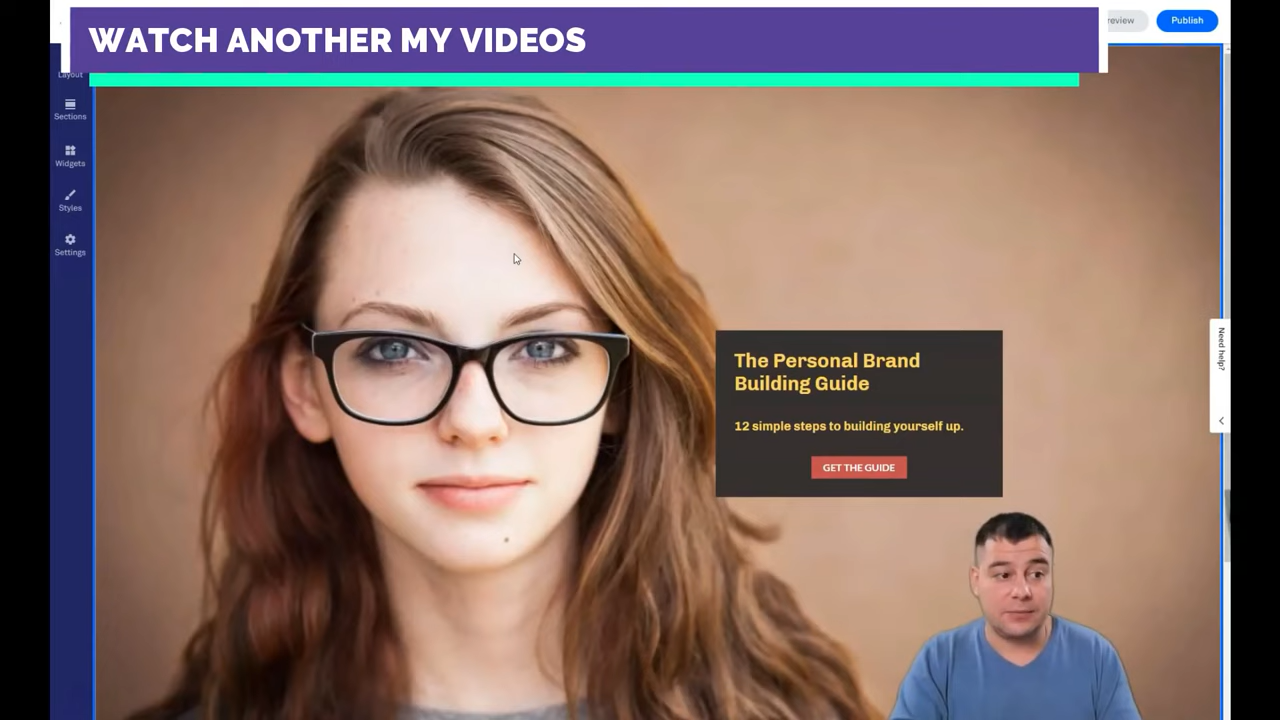 WATCH ANOTHER MY VIDEOS
review
Publish
Layout
Sections
Widgets
Styles
Settings
Need help?
The Personal Brand
Building Guide
12 simple steps to building yourself up.
GET THE GUIDE